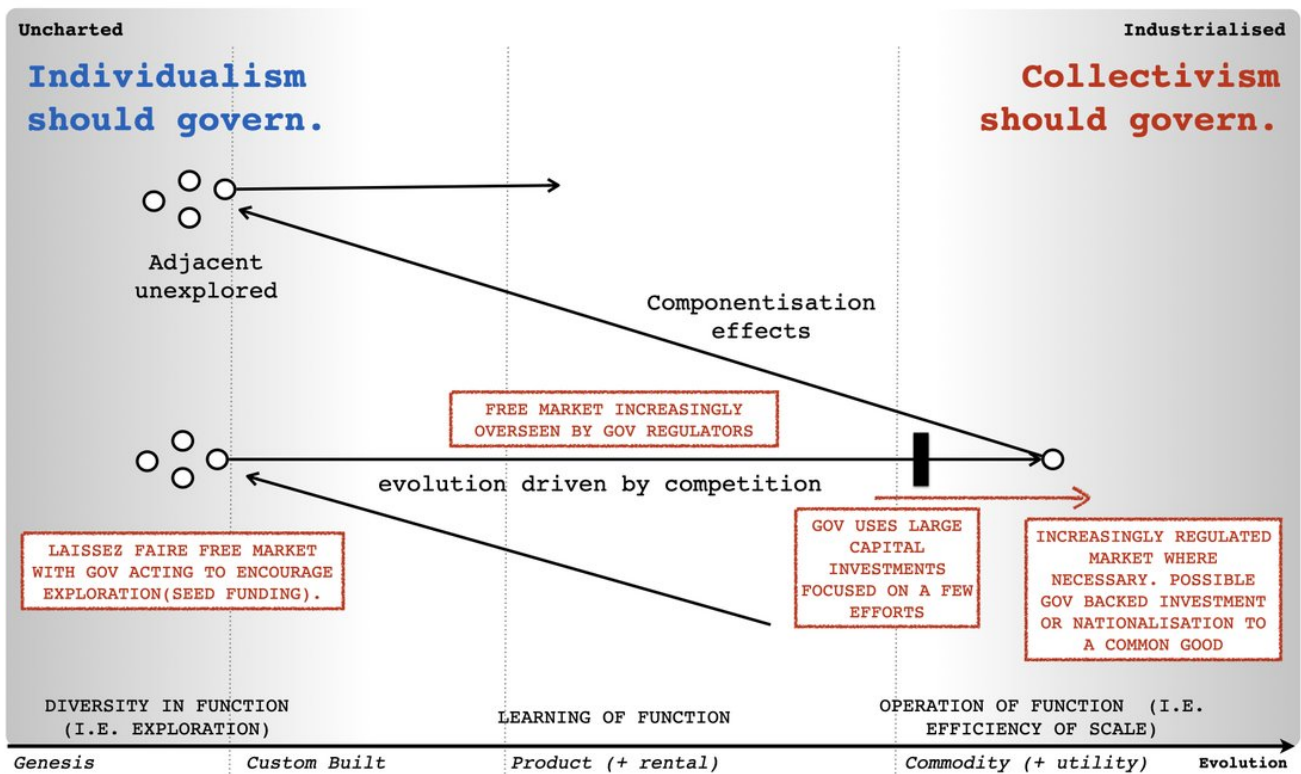 Uncharted
Industrialised
Individualism
should govern.
Collectivism
should govern.
Adjacent
unexplored
Componentisation
effects
FREE MARKET INCREASINGLY
OVERSEEN BY GOV REGULATORS
evolution driven by competition
LAISSEZ FAIRE FREE MARKET
WITH GOV ACTING TO ENCOURAGE
EXPLORATION(SEED FUNDING).
GOV USES LARGE
CAPITAL
INVESTMENTS
FOCUSED ON A FEW
EFFORTS
INCREASINGLY REGULATED
MARKET WHERE
NECESSARY. POSSIBLE
GOV BACKED INVESTMENT
OR NATIONALISATION TO
A COMMON GOOD
DIVERSITY IN FUNCTION
(I.E. EXPLORATION)
LEARNING OF FUNCTION
OPERATION OF FUNCTION (I.E.
EFFICIENCY OF SCALE)
Genesis
Custom Built
Product (+ rental)
Commodity (+ utility)
Evolution